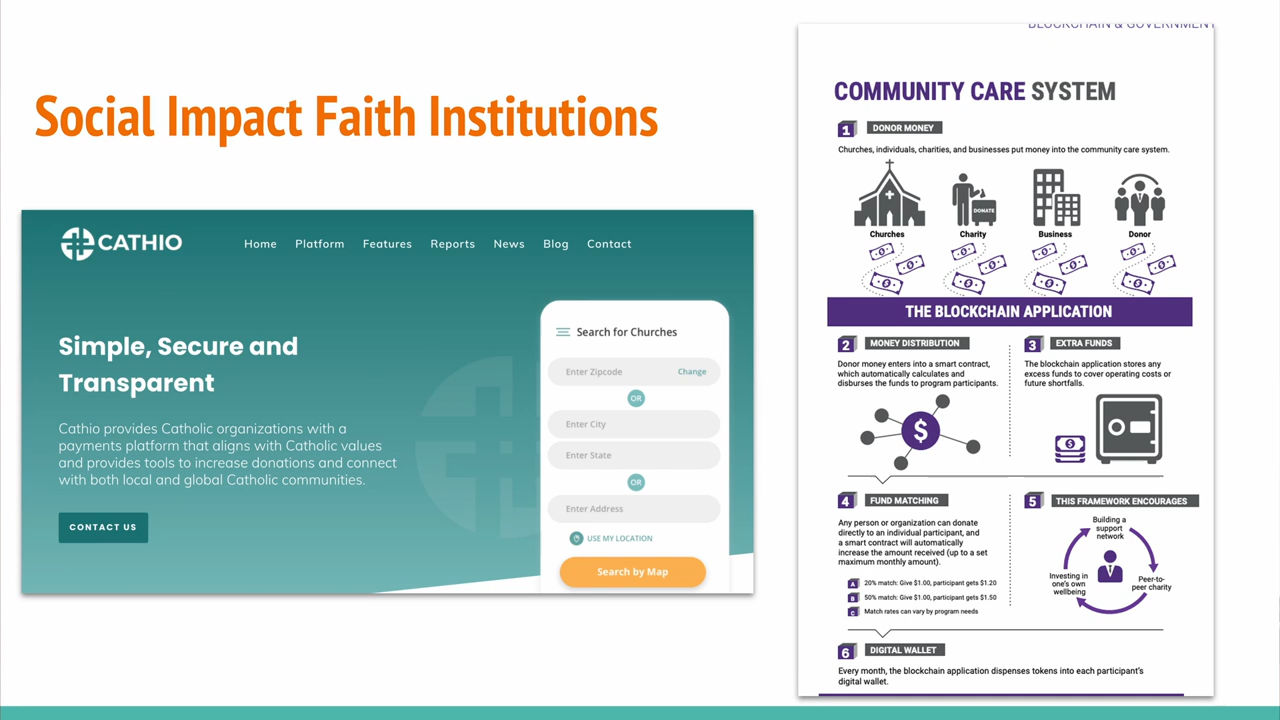 Social Impact Faith Institutions
CATHIO
Home Platform Features Reports News Blog Contact
Simple, Secure and
Transparent
Cathio provides Catholic organizations with a
payments platform that aligns with Catholic values
and provides tools to increase donations and connect
with both local and global Catholic communities.
CONTACT US
Search for Churches
Enter Zipcode Change
OR
Enter City
Enter State
OR
Enter Address
USE MY LOCATION
Search by Map
BLOCKCHAIN & GOVERNMENT
COMMUNITY CARE SYSTEM
1 DONOR MONEY
Churches, individuals, charities, and businesses put money into the community care system.
DONATE
Churches Charity Business Donor
THE BLOCKCHAIN APPLICATION
2 MONEY DISTRIBUTION
Donor money enters into a smart contract,
which automatically calculates and
disburses the funds to program participants.
$
3 EXTRA FUNDS
The blockchain application stores any
excess funds to cover operating costs or
future shortfalls.
4 FUND MATCHING
Any person or organization can donate
directly to an individual participant, and
a smart contract will automatically
increase the amount received (up to a set
maximum monthly amount).
A 20% match: Give $1.00, participant gets $1.20
B 50% match: Give $1.00, participant gets $1.50
C Match rates can vary by program needs
5 THIS FRAMEWORK ENCOURAGES
Building a
support
network
Peer-to-
peer charity
Investing in
one's own
wellbeing
6 DIGITAL WALLET
Every month, the blockchain application dispenses tokens into each participant's
digital wallet.